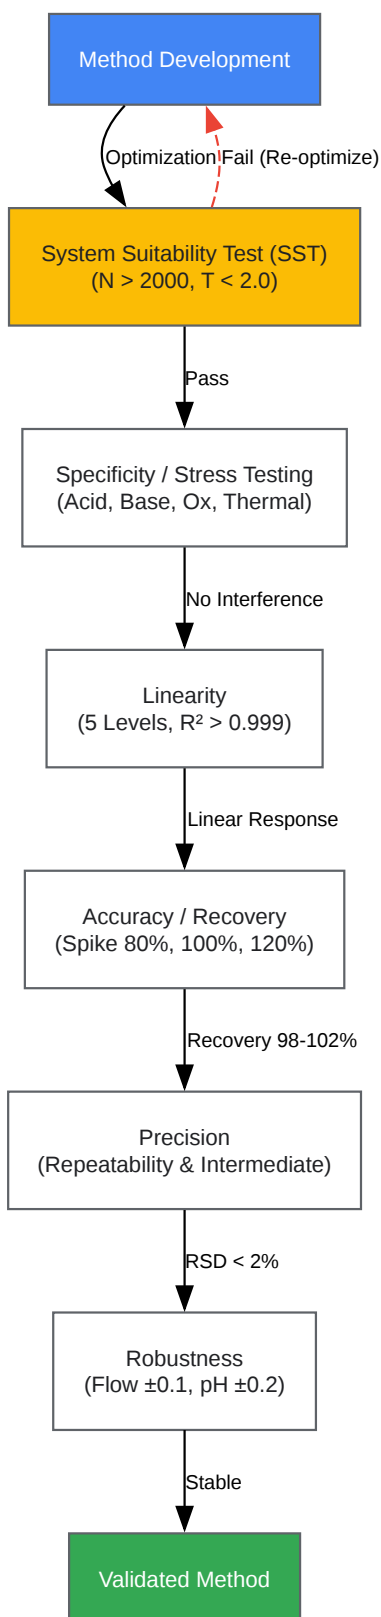 Method Development
Optimization
Fail (Re-optimize)
System Suitability Test (SST)
(N > 2000, T < 2.0)
Pass
Specificity / Stress Testing
(Acid, Base, Ox, Thermal)
No Interference
Linearity
(5 Levels, R² > 0.999)
Linear Response
Accuracy / Recovery
(Spike 80%, 100%, 120%)
Recovery 98-102%
Precision
(Repeatability & Intermediate)
RSD < 2%
Robustness
(Flow ±0.1, pH ±0.2)
Stable
Validated Method